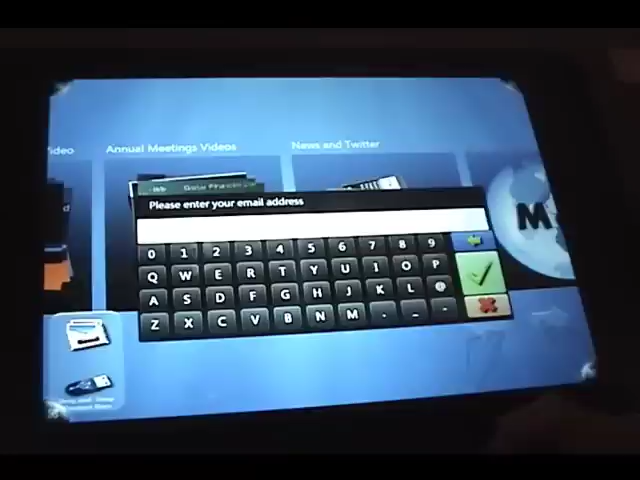 ideo
Annual Meetings Videos
News and Twitter
M
Please enter your email address
0 1 2 3 4 5 6 7 8 9
Q W E R T Y U I O P
A S D F G H J K L @
Z X C V B N M . _ -